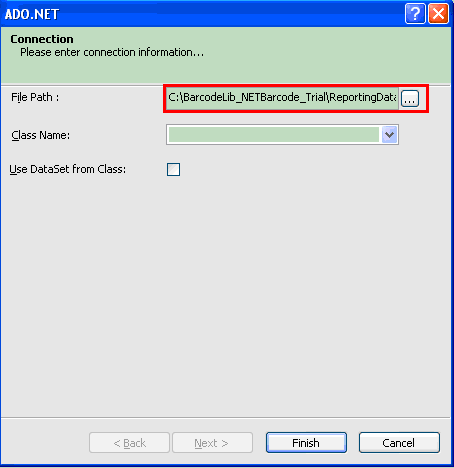 ADO.NET
Connection
Please enter connection information...
File Path :
C:\BarcodeLib_NETBarcode_Trial\ReportingData
...
Class Name:
Use DataSet from Class:
< Back
Next >
Finish
Cancel